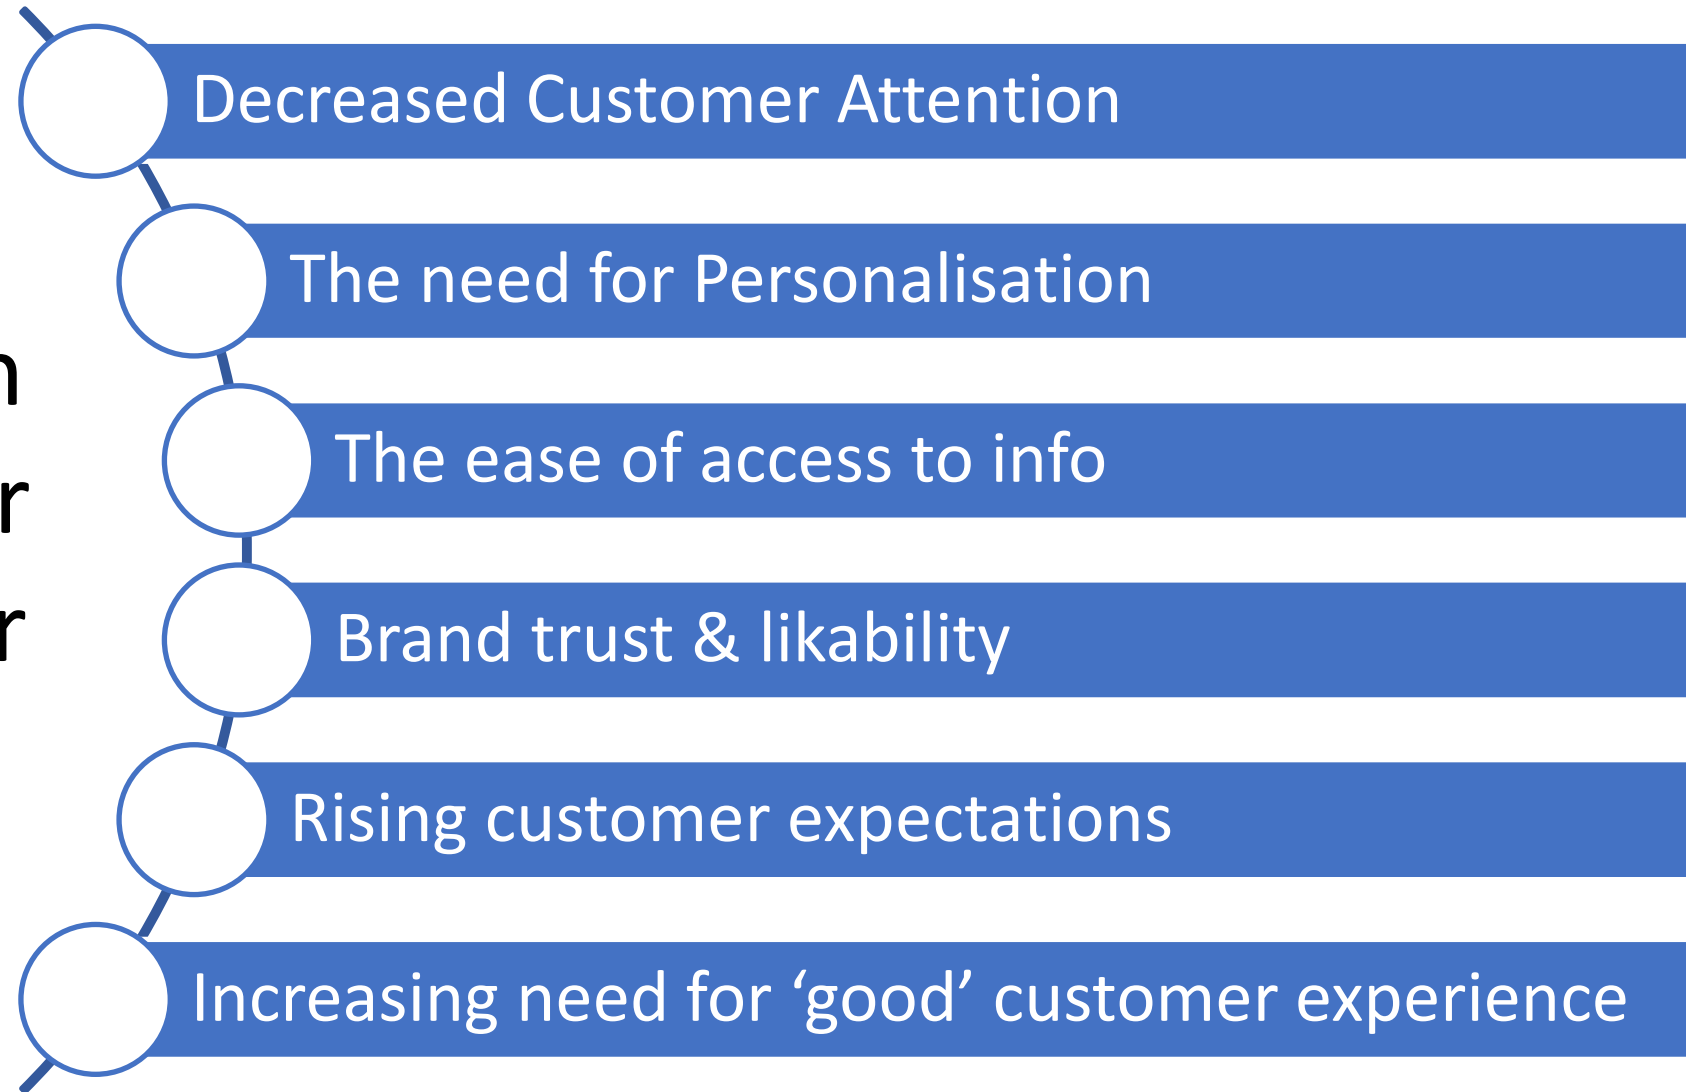 Decreased Customer Attention
The need for Personalisation
The ease of access to info
Brand trust & likability
Rising customer expectations
Increasing need for ‘good’ customer experience